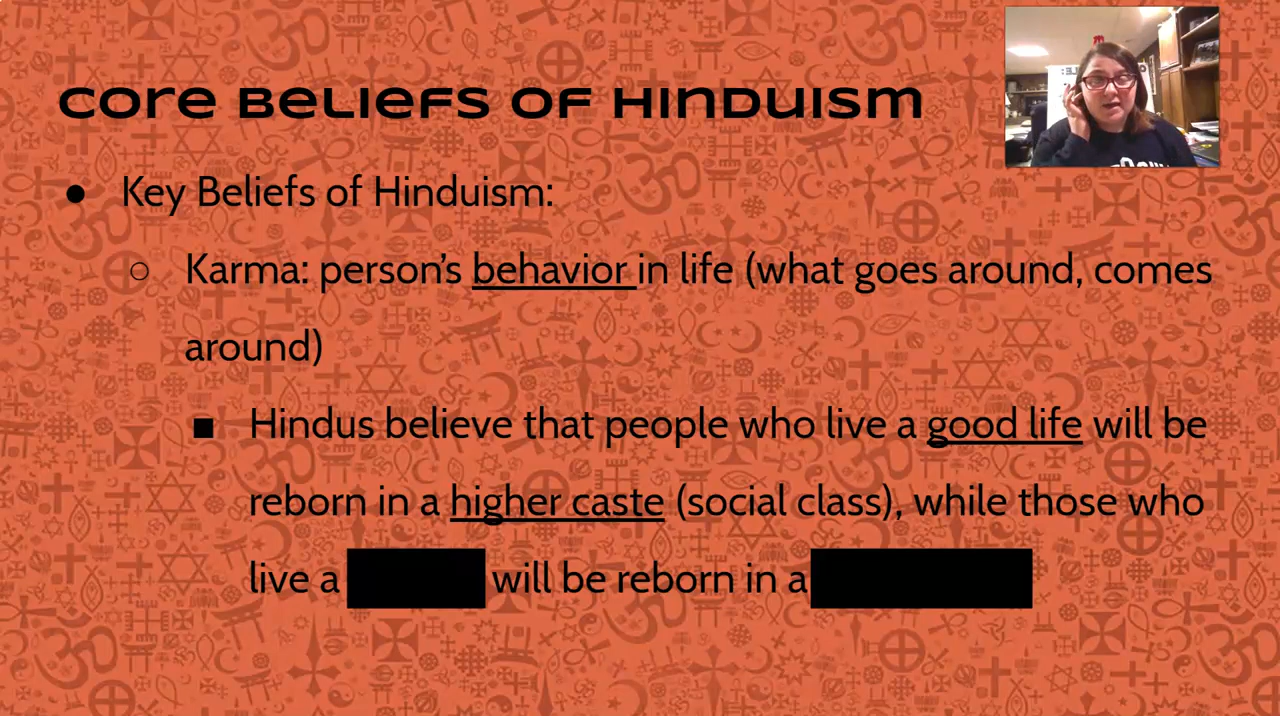 Core Beliefs of Hinduism
● Key Beliefs of Hinduism:
○ Karma: person's behavior in life (what goes around, comes
around)
■ Hindus believe that people who live a good life will be
reborn in a higher caste (social class), while those who
live a will be reborn in a